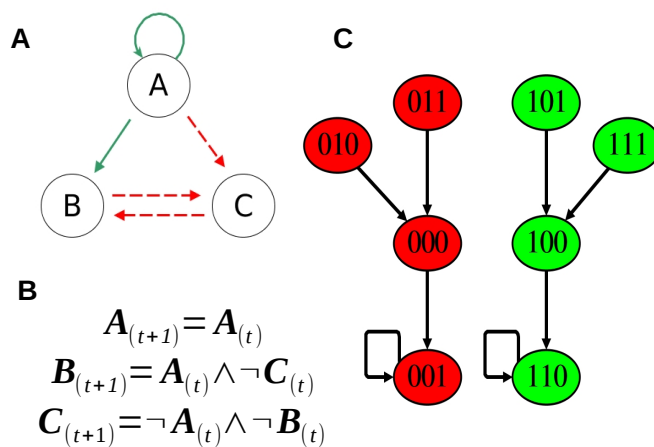 A
C
A
B
C
011
101
010
111
000
100
001
110
B
A(t+1)=A(t)
B(t+1)=A(t)∧¬C(t)
C(t+1)=¬A(t)∧¬B(t)